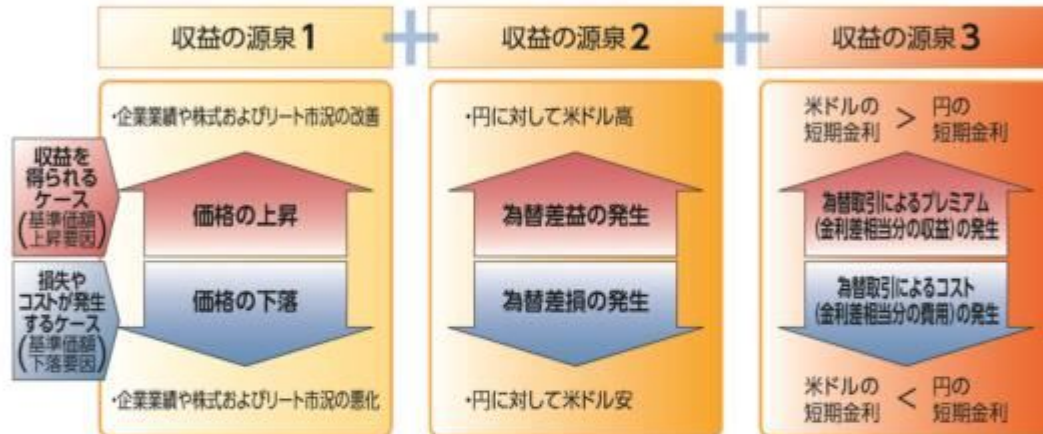 収益の源泉1
収益の源泉2
収益の源泉3
収益を
得られる
ケース
(基準価額
上昇要因)
損失や
コストが発生
するケース
(基準価額
下落要因)
・企業業績や株式およびリート市況の改善
価格の上昇
価格の下落
・企業業績や株式およびリート市況の悪化
・円に対して米ドル高
為替差益の発生
為替差損の発生
・円に対して米ドル安
米ドルの 円の
短期金利 > 短期金利
為替取引によるプレミアム
(金利差相当分の収益)の発生
為替取引によるコスト
(金利差相当分の費用)の発生
米ドルの 円の
短期金利 < 短期金利